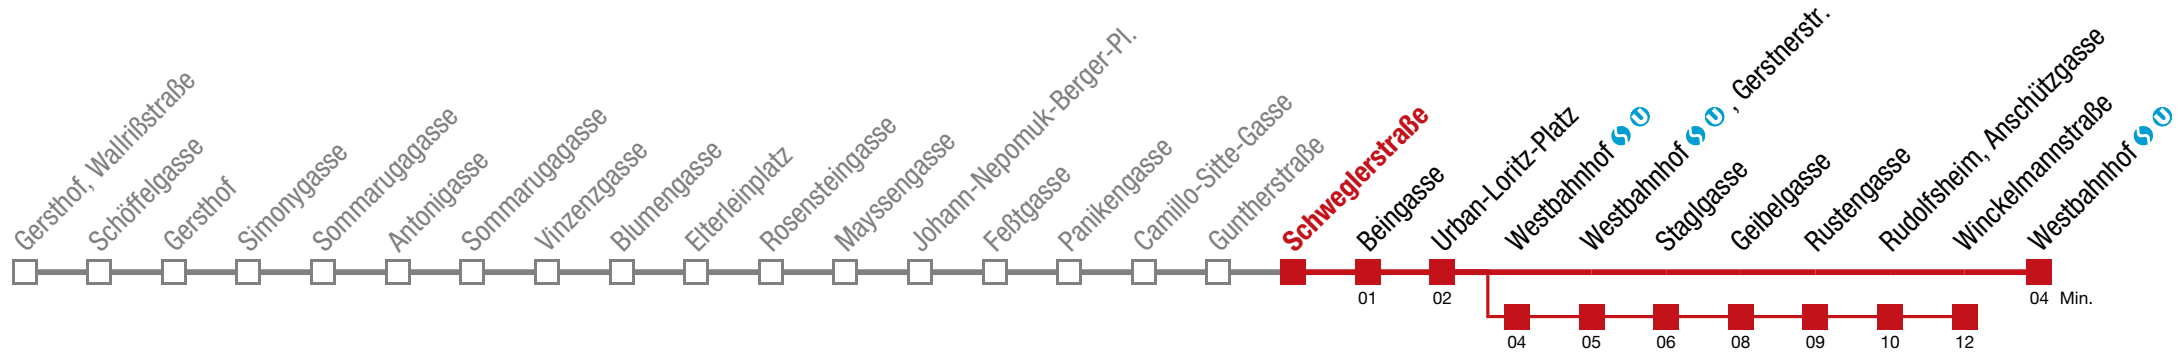 Gersthof, Wallrißstraße
Schöffelgasse
Gersthof
Simonygasse
Sommarugagasse
Antonigasse
Sommarugagasse
Vinzenzgasse
Blumengasse
Elterleinplatz
Rosensteingasse
Mayssengasse
Johann-Nepomuk-Berger-Pl.
Feßtgasse
Panikengasse
Camillo-Sitte-Gasse
Guntherstraße
Schweglerstraße
Beingasse
Urban-Loritz-Platz
Westbahnhof S U
Westbahnhof S U , Gerstnerstr.
Staglgasse
Geibelgasse
Rustengasse
Rudolfsheim, Anschützgasse
Winckelmannstraße
Westbahnhof S U
01 02 04 Min.
04 05 06 08 09 10 12